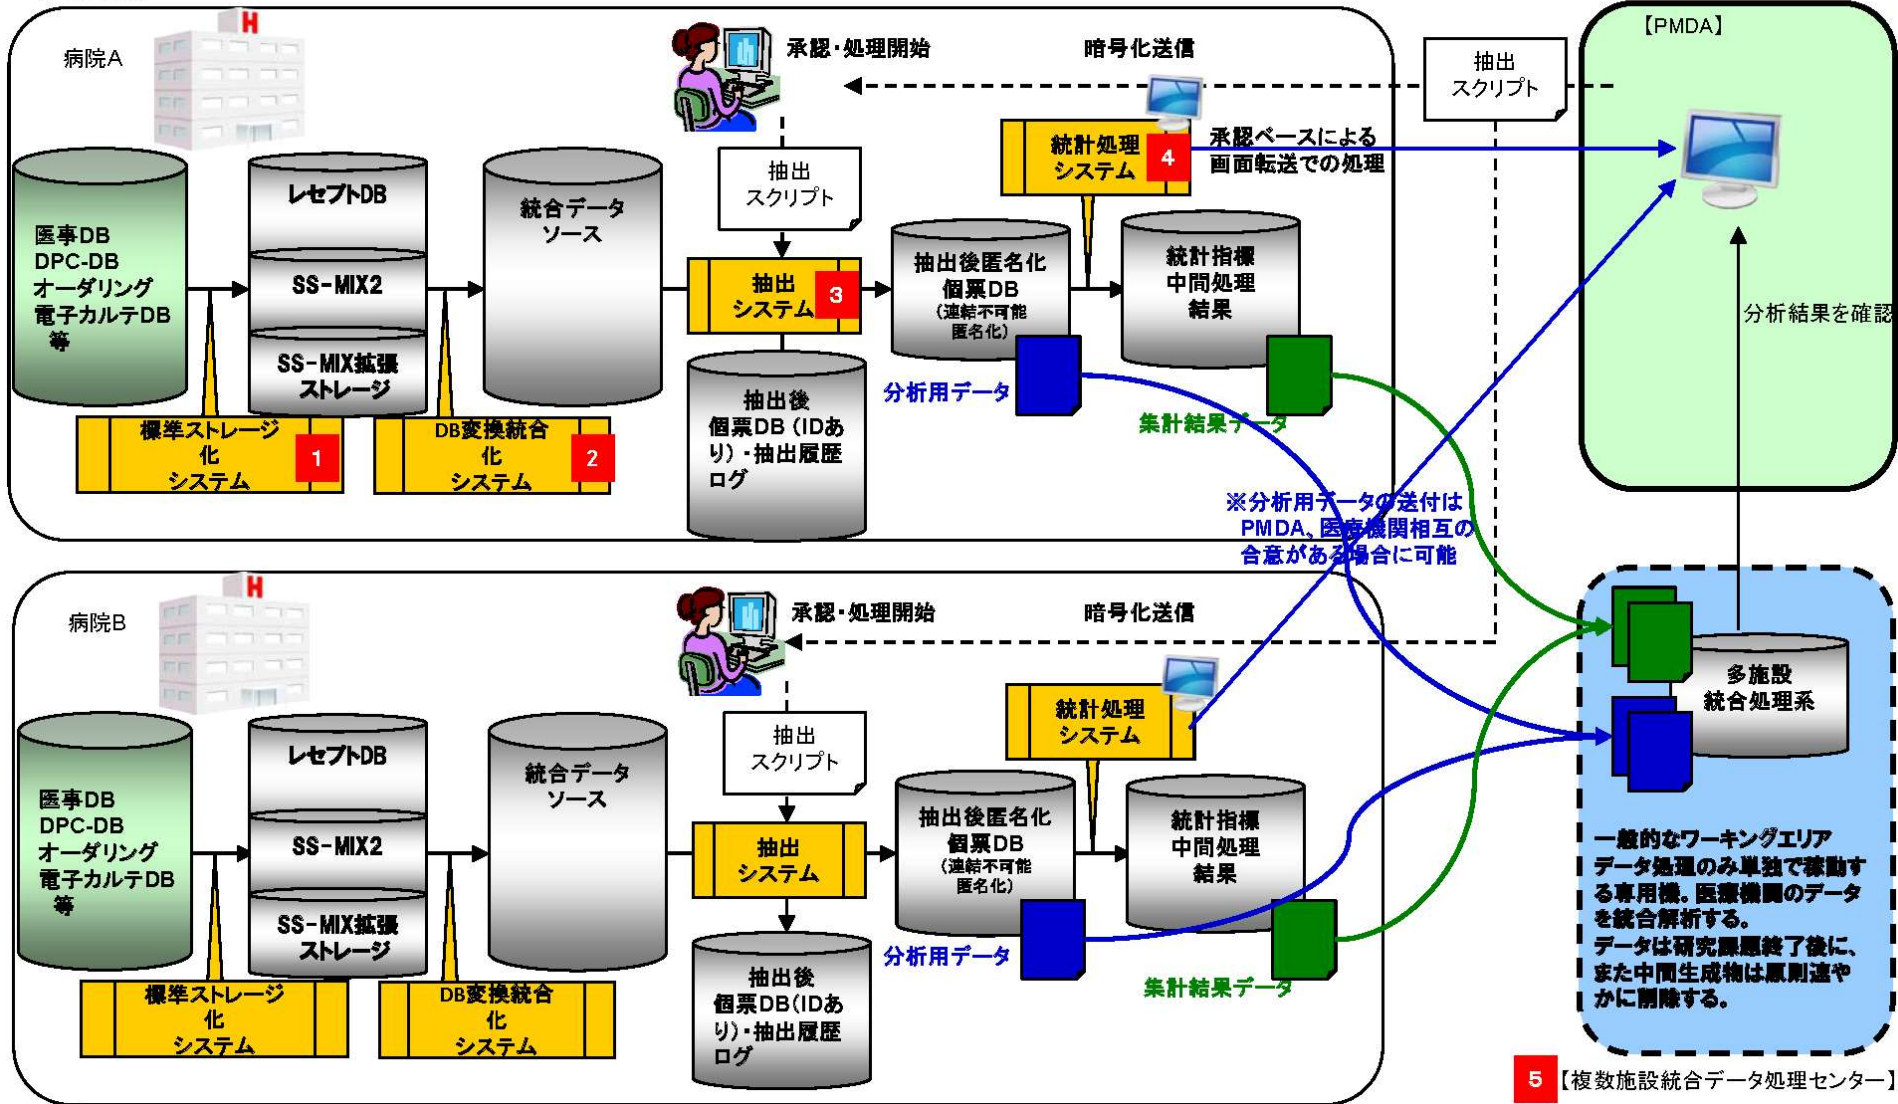 病院A
H
医事DB
DPC-DB
オーダリング
電子カルテDB
等
レセプトDB
SS-MIX2
SS-MIX拡張
ストレージ
標準ストレージ
化
システム
1
DB変換統合
化
システム
2
統合データ
ソース
承認・処理開始
暗号化送信
抽出
スクリプト
抽出
システム
3
抽出後
個票DB(IDあ
り)・抽出履歴
ログ
抽出後匿名化
個票DB
(連結不可能
匿名化)
分析用データ
統計処理
システム
4
承認ベースによる
画面転送での処理
統計指標
中間処理
結果
集計結果データ
抽出
スクリプト
【PMDA】
分析結果を確認
※分析用データの送付は
PMDA、医療機関相互の
合意がある場合に可能
病院B
H
医事DB
DPC-DB
オーダリング
電子カルテDB
等
レセプトDB
SS-MIX2
SS-MIX拡張
ストレージ
標準ストレージ
化
システム
DB変換統合
化
システム
統合データ
ソース
承認・処理開始
暗号化送信
抽出
スクリプト
抽出
システム
抽出後
個票DB(IDあ
り)・抽出履歴
ログ
抽出後匿名化
個票DB
(連結不可能
匿名化)
分析用データ
統計処理
システム
統計指標
中間処理
結果
集計結果データ
多施設
統合処理系
一般的なワーキングエリア
データ処理のみ単独で稼動す
る専用機。医療機関のデータ
を統合解析する。
データは研究課題終了後に、
また中間生成物は原則速や
かに削除する。
5
【複数施設統合データ処理センター】